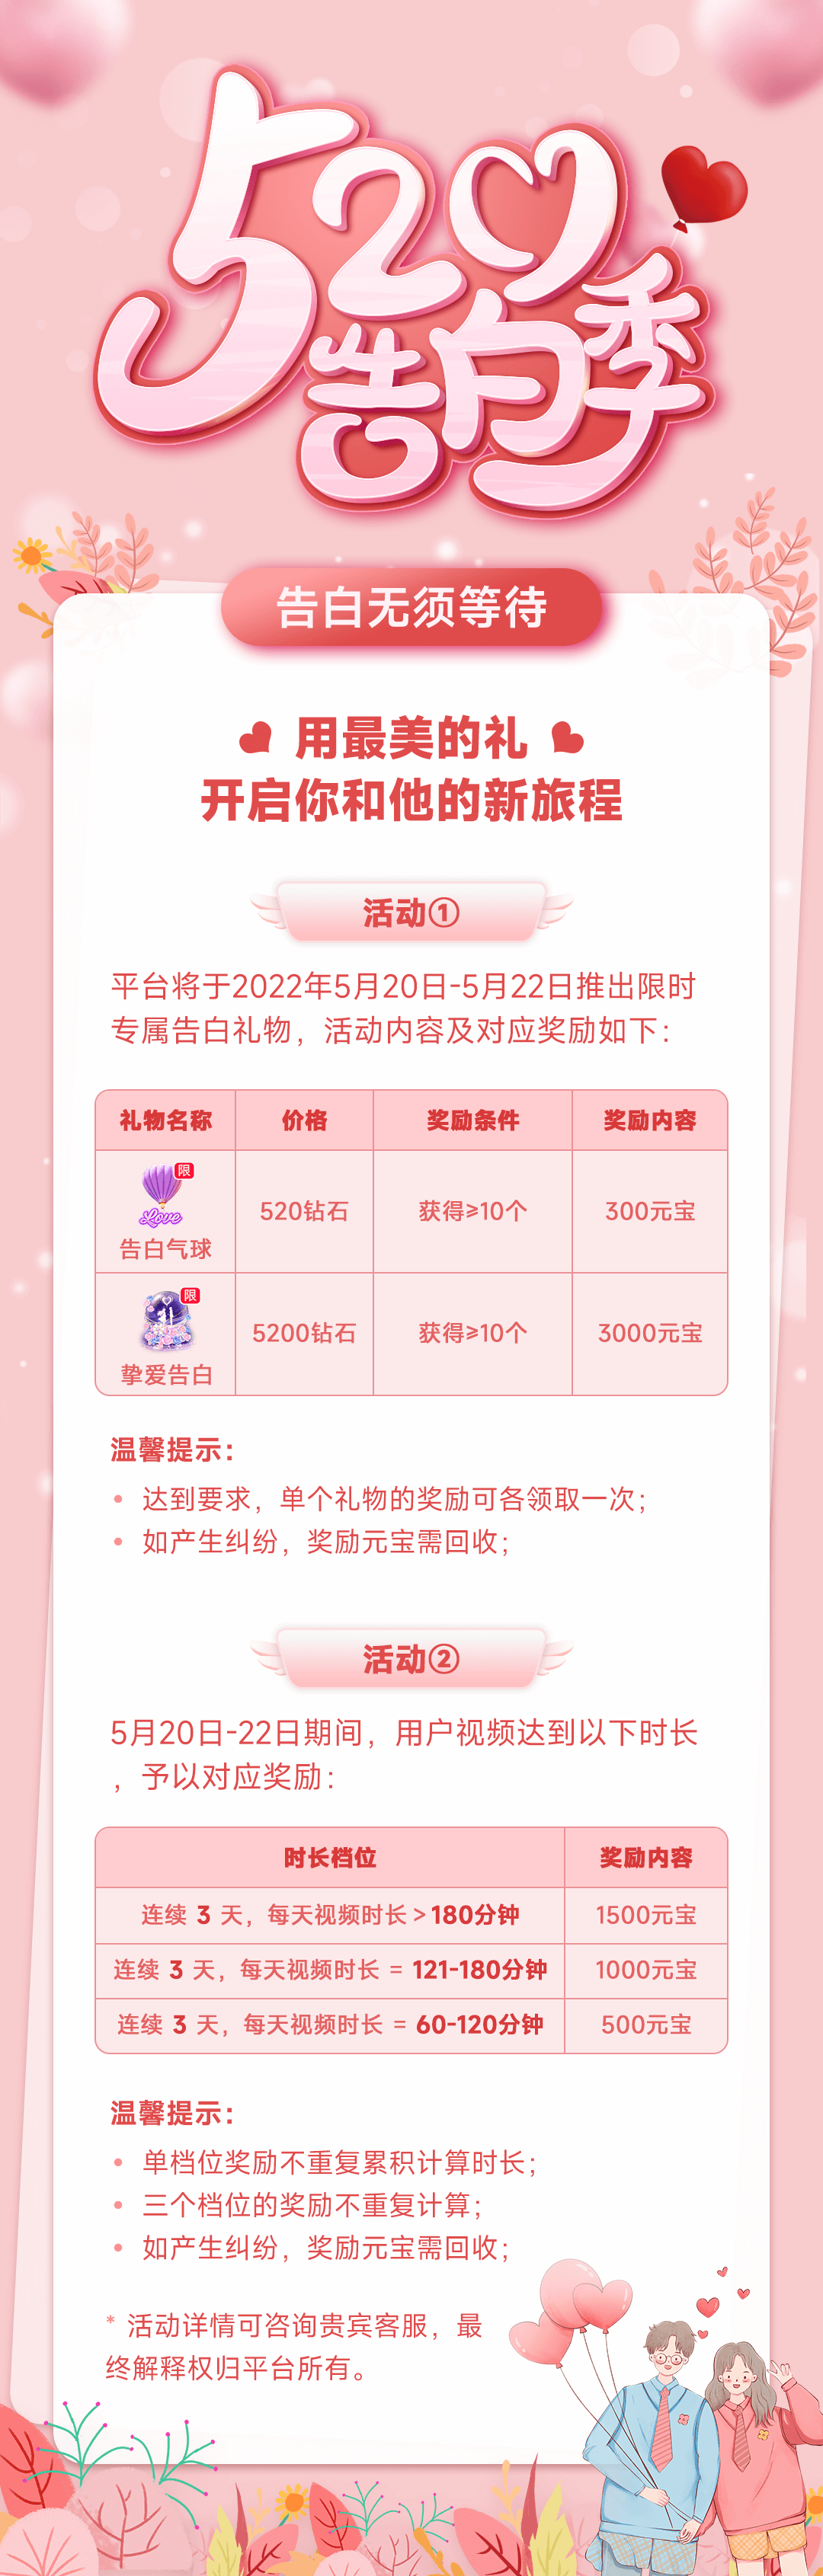 520
告白季
告白无须等待
用最美的礼
开启你和他的新旅程
活动①
平台将于2022年5月20日-5月22日推出限时
专属告白礼物，活动内容及对应奖励如下：
礼物名称 价格 奖励条件 奖励内容
限
Love
告白气球 520钻石 获得≥10个 300元宝
限
挚爱告白 5200钻石 获得≥10个 3000元宝
温馨提示：
• 达到要求，单个礼物的奖励可各领取一次；
• 如产生纠纷，奖励元宝需回收；
活动②
5月20日-22日期间，用户视频达到以下时长
，予以对应奖励：
时长档位 奖励内容
连续 3 天，每天视频时长 > 180分钟 1500元宝
连续 3 天，每天视频时长 = 121-180分钟 1000元宝
连续 3 天，每天视频时长 = 60-120分钟 500元宝
温馨提示：
• 单档位奖励不重复累积计算时长；
• 三个档位的奖励不重复计算；
• 如产生纠纷，奖励元宝需回收；
* 活动详情可咨询贵宾客服，最
终解释权归平台所有。